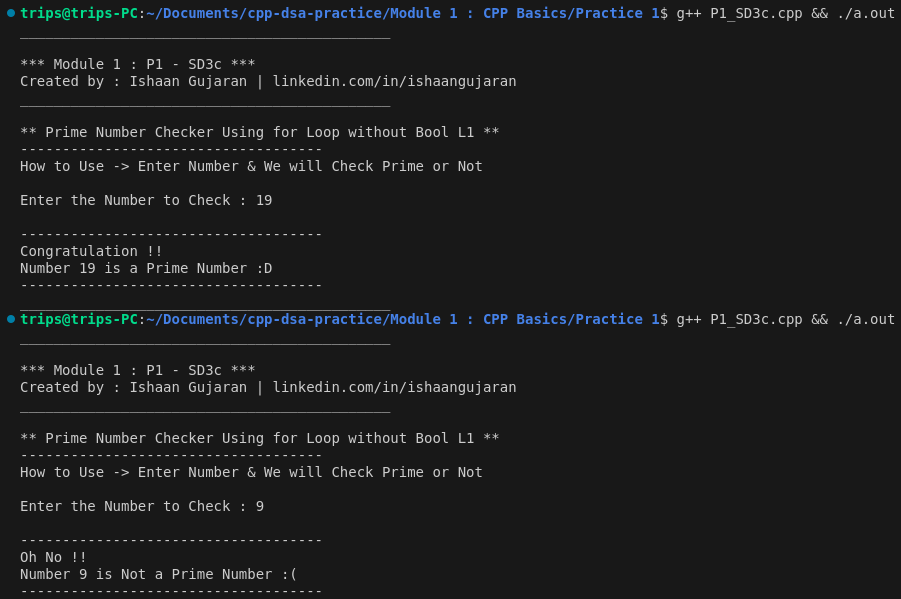 trips@trips-PC:~/Documents/cpp-dsa-practice/Module 1 : CPP Basics/Practice 1$ g++ P1_SD3c.cpp && ./a.out
____________________________________________
*** Module 1 : P1 - SD3c ***
Created by : Ishaan Gujaran | linkedin.com/in/ishaangujaran
____________________________________________
** Prime Number Checker Using for Loop without Bool L1 **
------------------------------------
How to Use -> Enter Number & We will Check Prime or Not
Enter the Number to Check : 19
------------------------------------
Congratulation !!
Number 19 is a Prime Number :D
------------------------------------
____________________________________________
trips@trips-PC:~/Documents/cpp-dsa-practice/Module 1 : CPP Basics/Practice 1$ g++ P1_SD3c.cpp && ./a.out
____________________________________________
*** Module 1 : P1 - SD3c ***
Created by : Ishaan Gujaran | linkedin.com/in/ishaangujaran
____________________________________________
** Prime Number Checker Using for Loop without Bool L1 **
------------------------------------
How to Use -> Enter Number & We will Check Prime or Not
Enter the Number to Check : 9
------------------------------------
Oh No !!
Number 9 is Not a Prime Number :(
------------------------------------